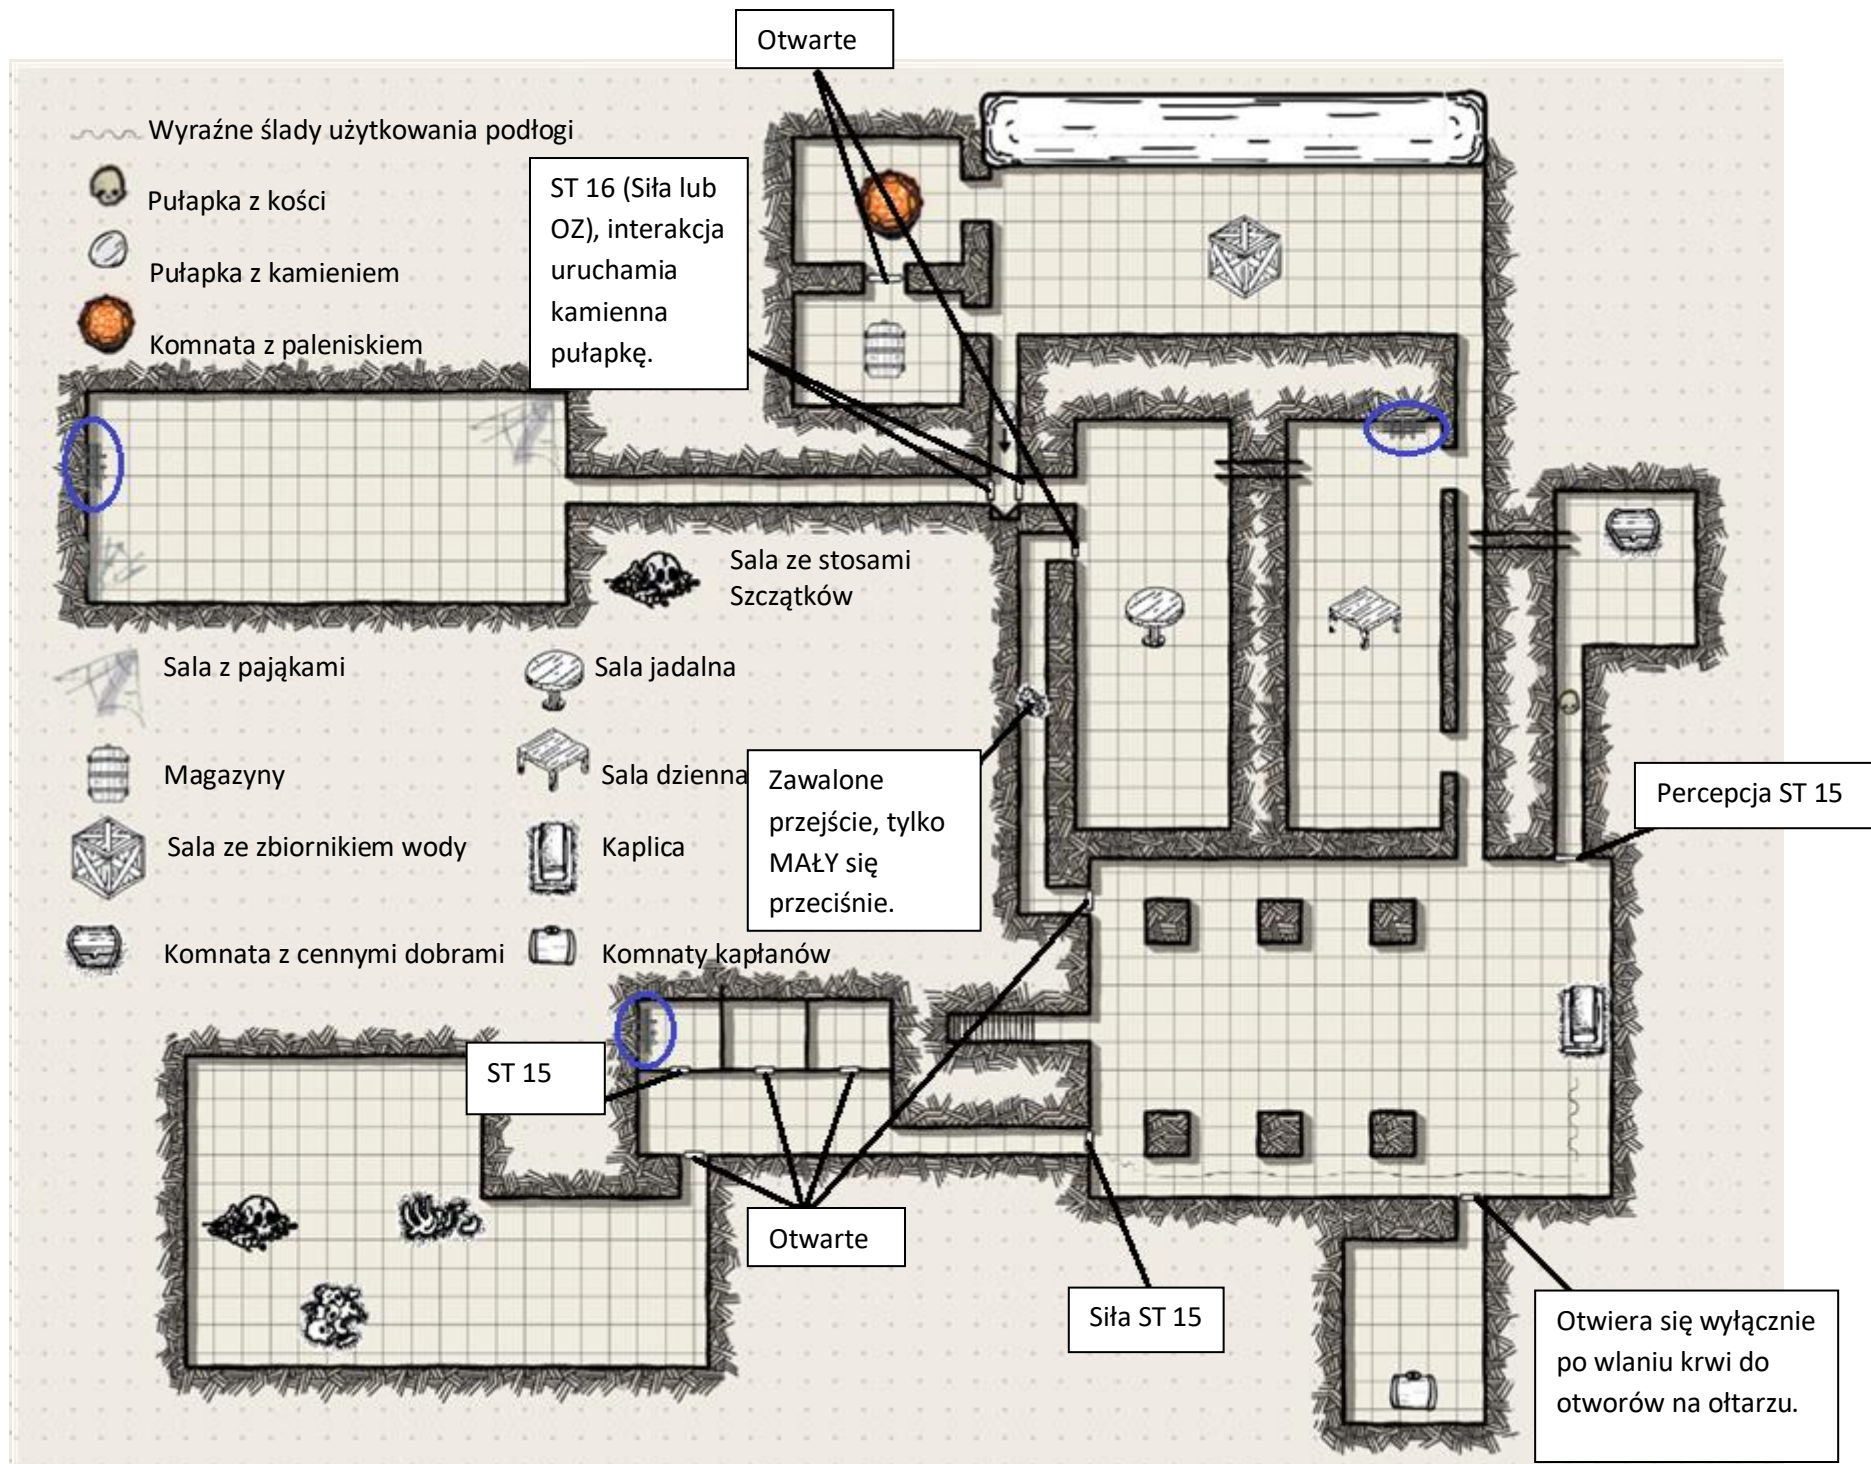 Otwarte
Wyraźne ślady użytkowania podłogi
Pułapka z kości
Pułapka z kamieniem
Komnata z paleniskiem
ST 16 (Siła lub
OZ), interakcja
uruchamia
kamienna
pułapkę.
Sala ze stosami
Szczątków
Sala z pająkami
Sala jadalna
Magazyny
Sala dzienna
Sala ze zbiornikiem wody
Kaplica
Komnata z cennymi dobrami
Komnaty kapłanów
Zawalone
przejście, tylko
MAŁY się
przeciśnie.
Percepcja ST 15
ST 15
Otwarte
Siła ST 15
Otwiera się wyłącznie
po wlaniu krwi do
otworów na ołtarzu.